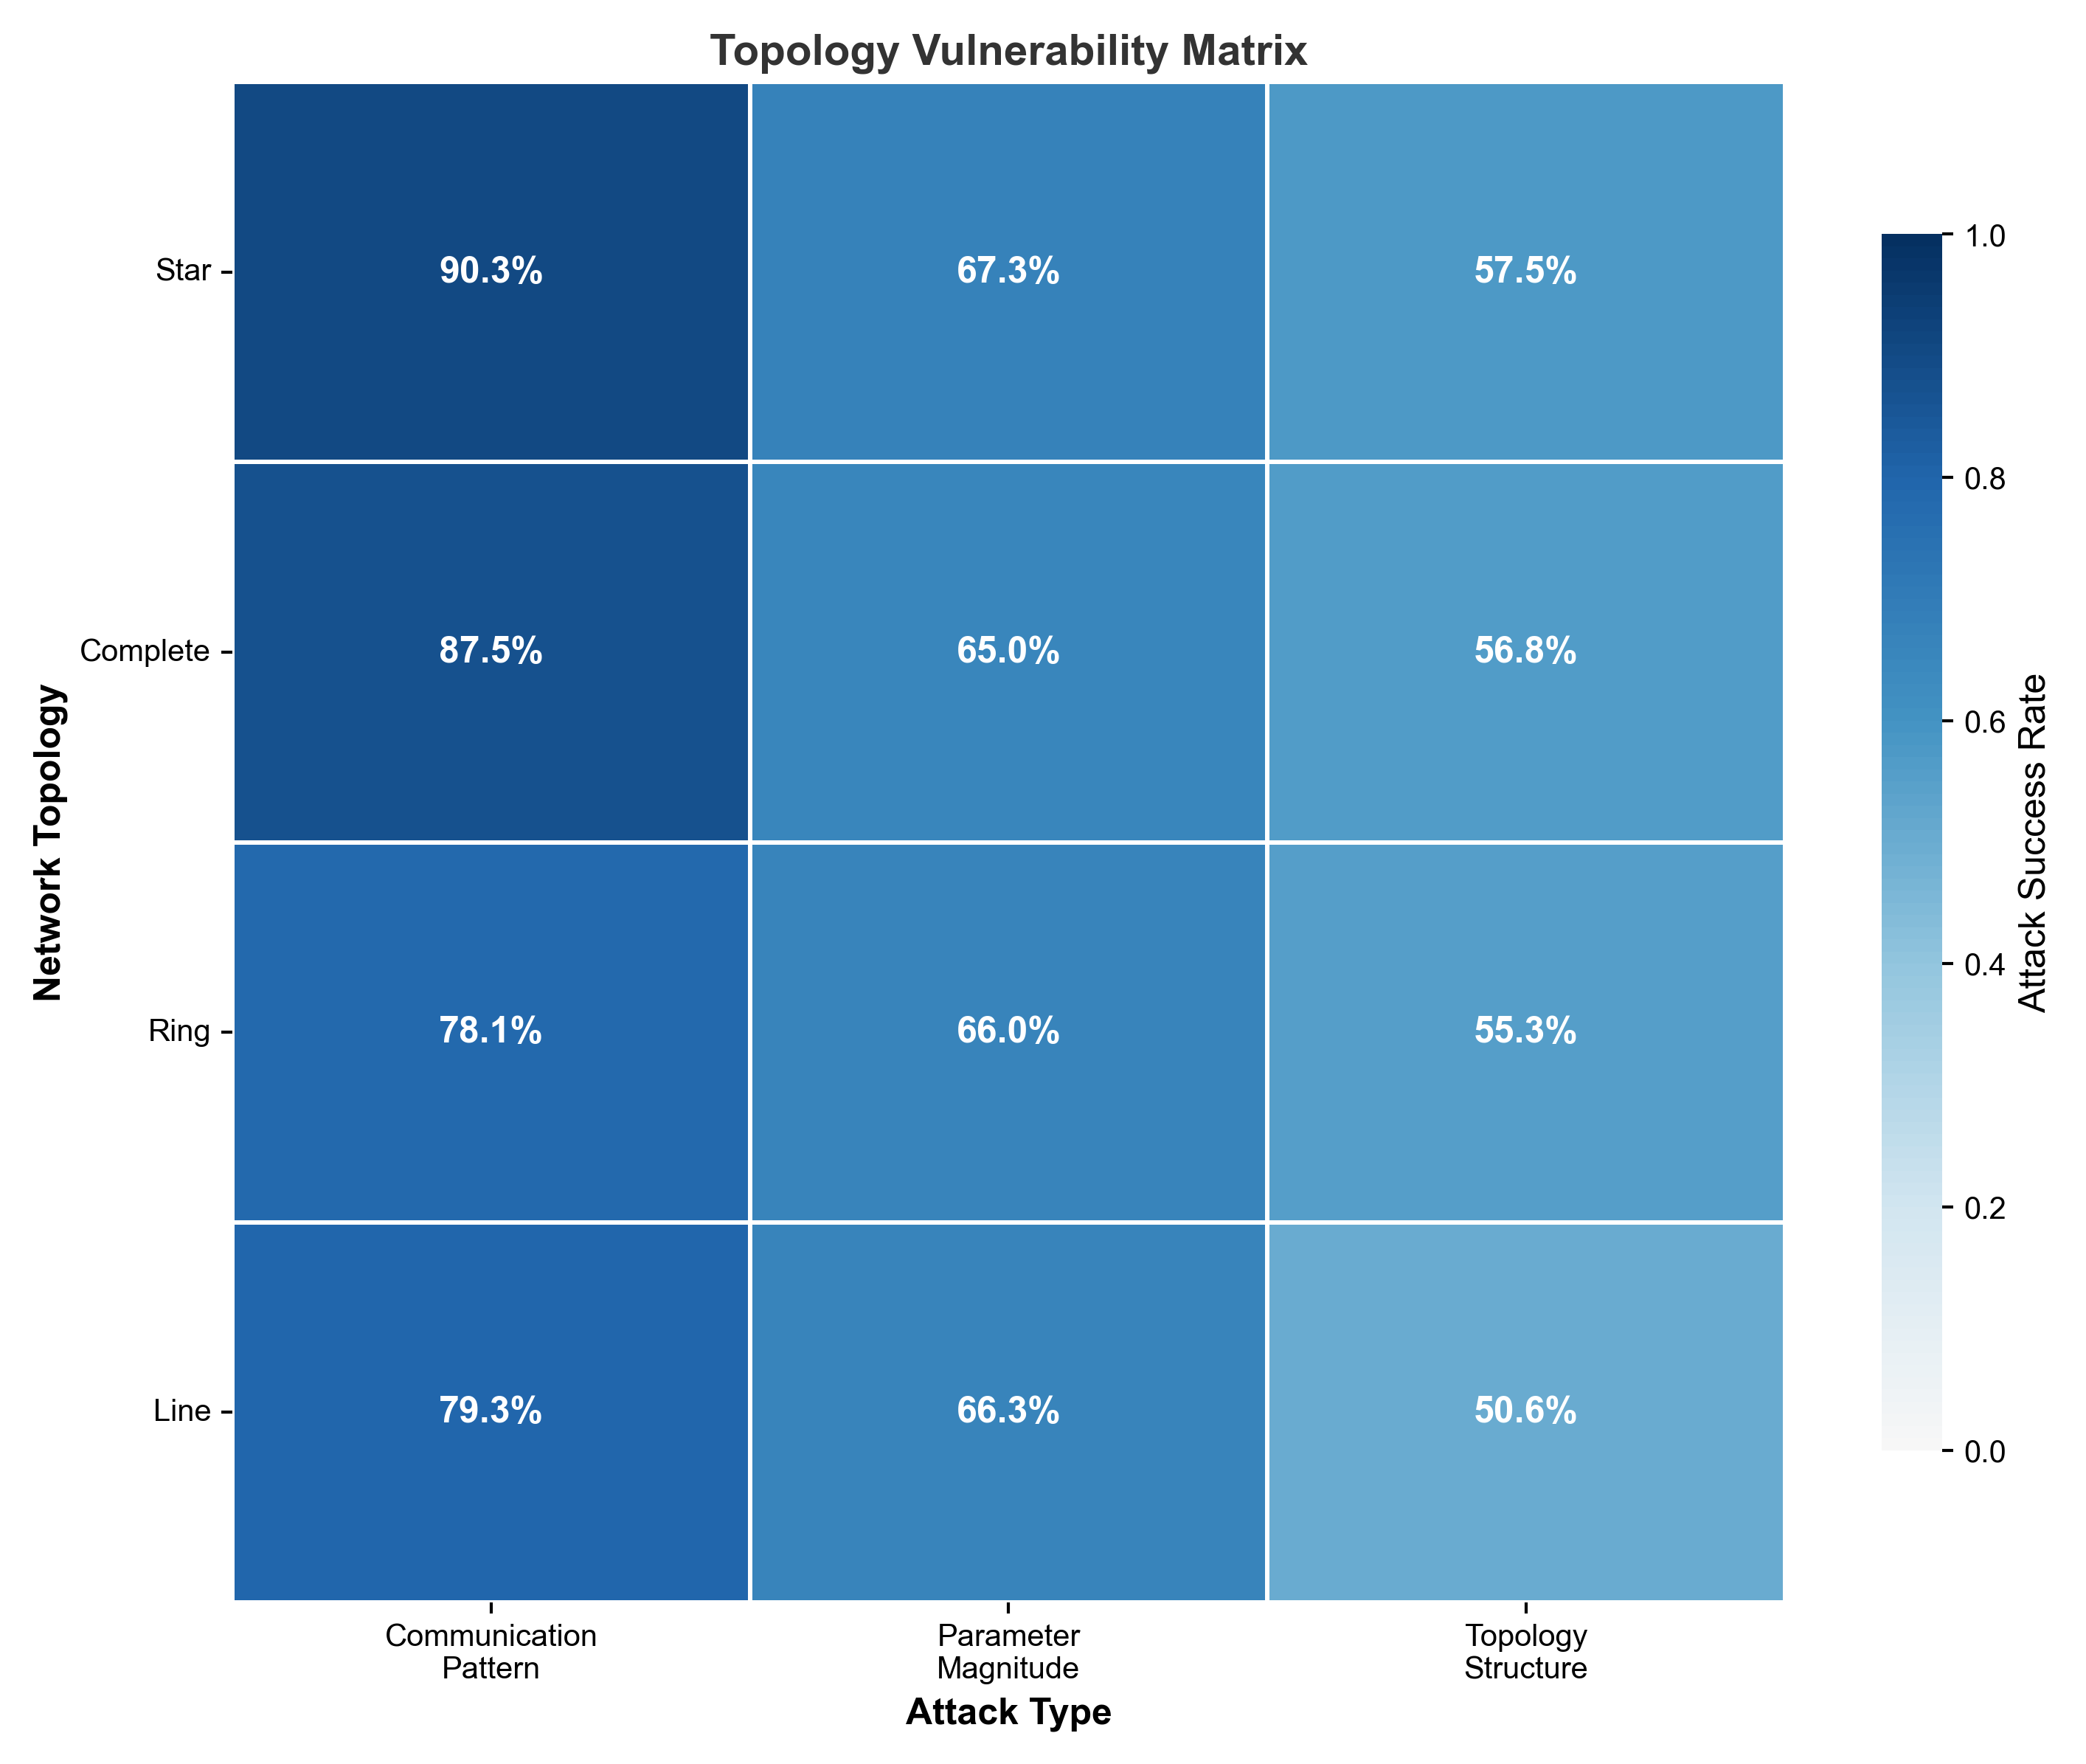 Topology Vulnerability Matrix
Network Topology
Star
90.3%
67.3%
57.5%
Complete
87.5%
65.0%
56.8%
Ring
78.1%
66.0%
55.3%
Line
79.3%
66.3%
50.6%
Communication
Pattern
Parameter
Magnitude
Topology
Structure
Attack Type
1.0
0.8
0.6
0.4
0.2
0.0
Attack Success Rate